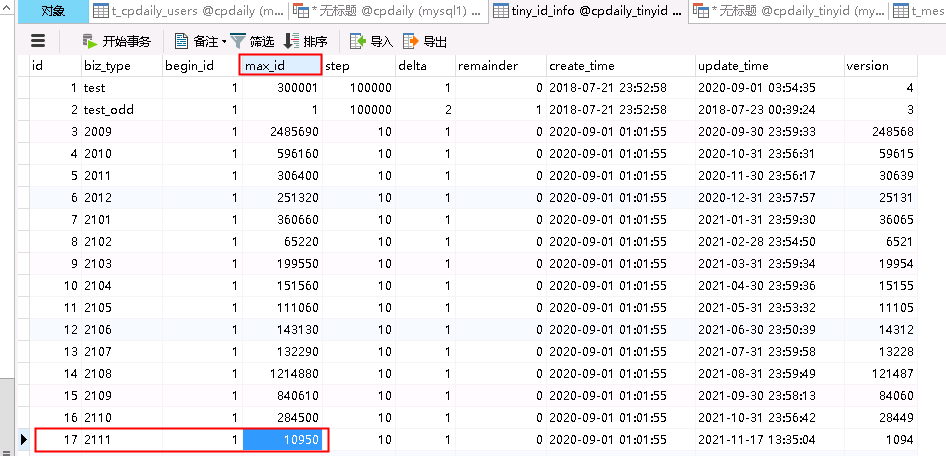 对象 t_cpdaily_users @cpdaily (m... * 无标题 @cpdaily (mysql1) ... tiny_id_info @cpdaily_tinyid ... * 无标题 @cpdaily_tinyid (my... t_mes
开始事务 备注 筛选 排序 导入 导出
id biz_type begin_id max_id step delta remainder create_time update_time version
1 test 1 300001 100000 1 0 2018-07-21 23:52:58 2020-09-01 03:54:35 4
2 test_odd 1 1 100000 2 1 2018-07-21 23:52:58 2018-07-23 00:39:24 3
3 2009 1 2485690 10 1 0 2020-09-01 01:01:55 2020-09-30 23:59:33 248568
4 2010 1 596160 10 1 0 2020-09-01 01:01:55 2020-10-31 23:56:31 59615
5 2011 1 306400 10 1 0 2020-09-01 01:01:55 2020-11-30 23:56:17 30639
6 2012 1 251320 10 1 0 2020-09-01 01:01:55 2020-12-31 23:57:57 25131
7 2101 1 360660 10 1 0 2020-09-01 01:01:55 2021-01-31 23:59:30 36065
8 2102 1 65220 10 1 0 2020-09-01 01:01:55 2021-02-28 23:54:50 6521
9 2103 1 199550 10 1 0 2020-09-01 01:01:55 2021-03-31 23:59:34 19954
10 2104 1 151560 10 1 0 2020-09-01 01:01:55 2021-04-30 23:59:36 15155
11 2105 1 111060 10 1 0 2020-09-01 01:01:55 2021-05-31 23:53:32 11105
12 2106 1 143130 10 1 0 2020-09-01 01:01:55 2021-06-30 23:50:39 14312
13 2107 1 132290 10 1 0 2020-09-01 01:01:55 2021-07-31 23:59:58 13228
14 2108 1 1214880 10 1 0 2020-09-01 01:01:55 2021-08-31 23:59:49 121487
15 2109 1 840610 10 1 0 2020-09-01 01:01:55 2021-09-30 23:58:13 84060
16 2110 1 284500 10 1 0 2020-09-01 01:01:55 2021-10-31 23:56:42 28449
17 2111 1 10950 10 1 0 2020-09-01 01:01:55 2021-11-17 13:35:04 1094